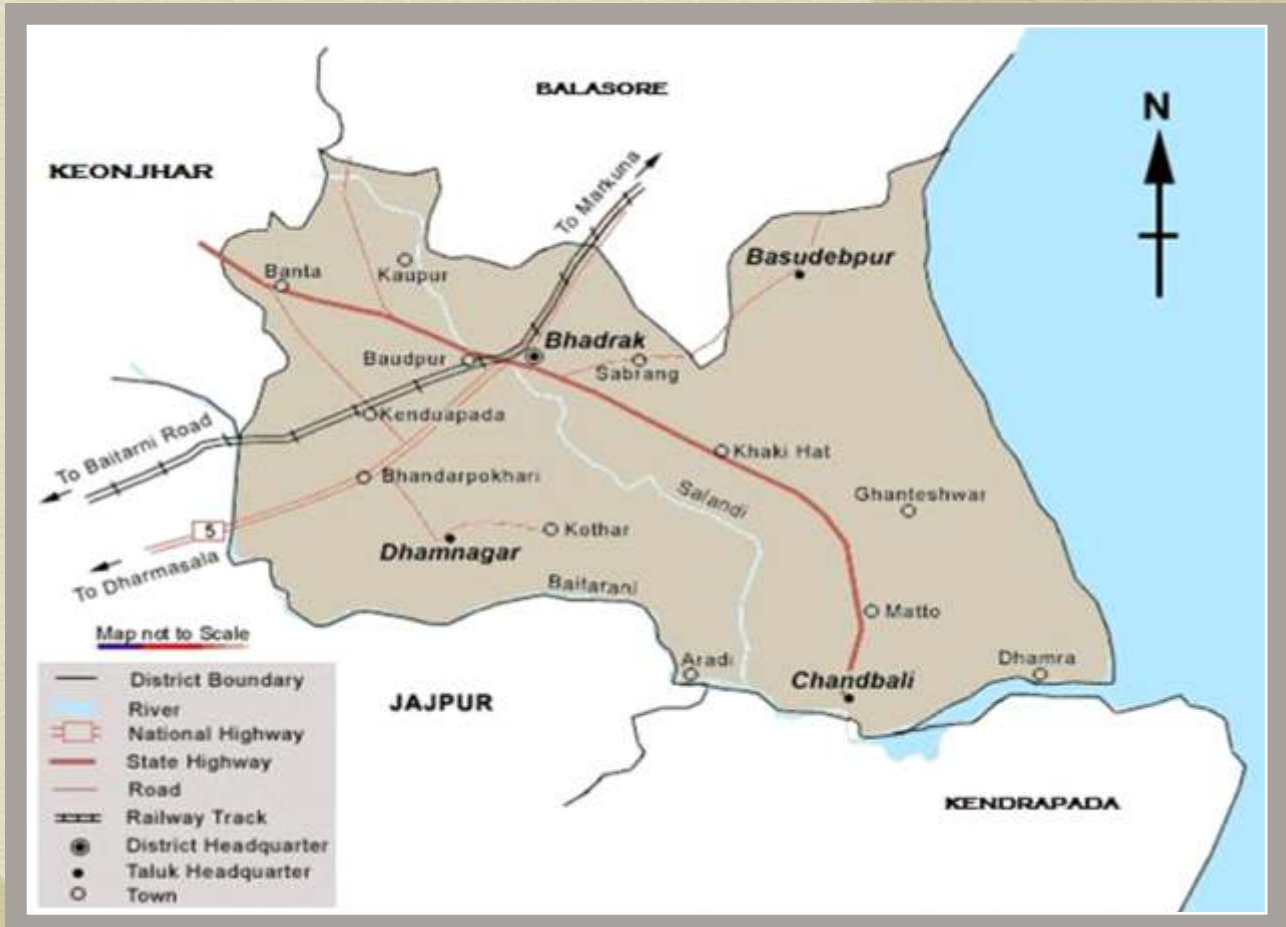 BALASORE
N
KEONJHAR
To Markuna
Basudebpur
Banta
Kaupur
Bhadrak
Baudpur
Sabrang
Kenduapada
To Baitarni Road
Khaki Hat
Bhandarpokhari
Salandi
Ghanteshwar
5
Kothar
Dhamnagar
To Dharmasala
Baitarani
Matto
Map not to Scale
Aradi
Dhamra
Chandbali
JAJPUR
KENDRAPADA
District Boundary
River
National Highway
State Highway
Road
Railway Track
District Headquarter
Taluk Headquarter
Town